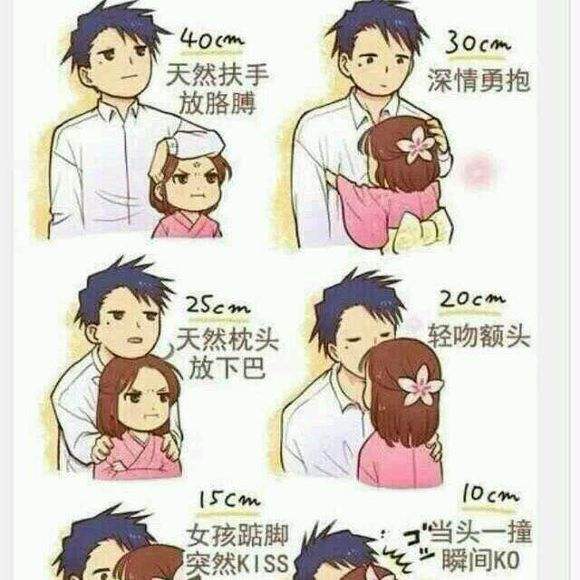 40cm
天然扶手
放胳膊
30cm
深情勇抱
25cm
天然枕头
放下巴
20cm
轻吻额头
15cm
女孩踮脚
突然KISS
10cm
当头一撞
瞬间KO
ゴッ